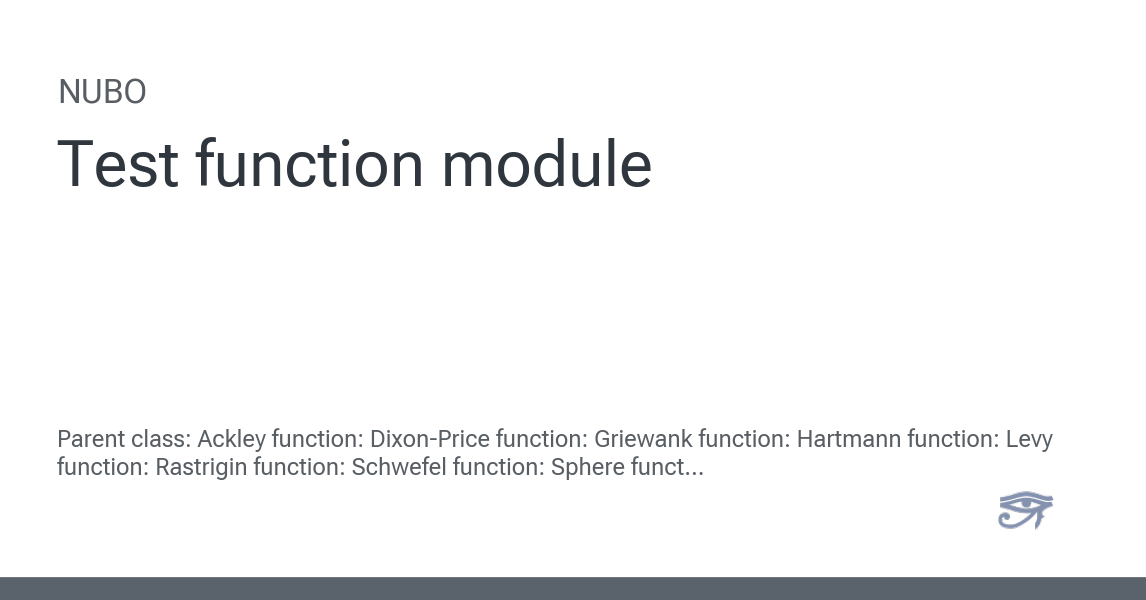 NUBO
Test function module
Parent class: Ackley function: Dixon-Price function: Griewank function: Hartmann function: Levy
function: Rastrigin function: Schwefel function: Sphere funct...